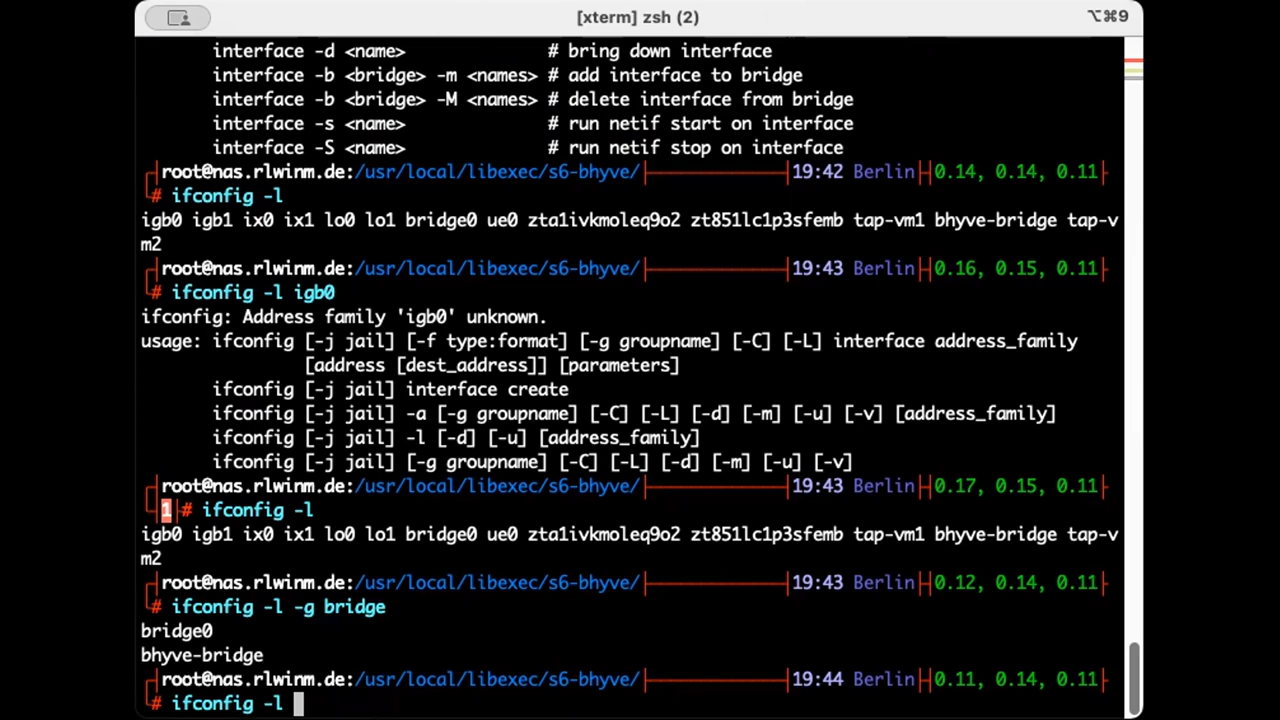 [xterm] zsh (2)
⌥⌘9
interface -d <name> # bring down interface
interface -b <bridge> -m <names> # add interface to bridge
interface -b <bridge> -M <names> # delete interface from bridge
interface -s <name> # run netif start on interface
interface -S <name> # run netif stop on interface
root@nas.rlwinm.de:/usr/local/libexec/s6-bhyve/ 19:42 Berlin 0.14, 0.14, 0.11
# ifconfig -l
igb0 igb1 ix0 ix1 lo0 lo1 bridge0 ue0 zta1ivkmoleq9o2 zt851lc1p3sfemb tap-vm1 bhyve-bridge tap-v
m2
root@nas.rlwinm.de:/usr/local/libexec/s6-bhyve/ 19:43 Berlin 0.16, 0.15, 0.11
# ifconfig -l igb0
ifconfig: Address family 'igb0' unknown.
usage: ifconfig [-j jail] [-f type:format] [-g groupname] [-C] [-L] interface address_family
[address [dest_address]] [parameters]
ifconfig [-j jail] interface create
ifconfig [-j jail] -a [-g groupname] [-C] [-L] [-d] [-m] [-u] [-v] [address_family]
ifconfig [-j jail] -l [-d] [-u] [address_family]
ifconfig [-j jail] [-g groupname] [-C] [-L] [-d] [-m] [-u] [-v]
root@nas.rlwinm.de:/usr/local/libexec/s6-bhyve/ 19:43 Berlin 0.17, 0.15, 0.11
1 # ifconfig -l
igb0 igb1 ix0 ix1 lo0 lo1 bridge0 ue0 zta1ivkmoleq9o2 zt851lc1p3sfemb tap-vm1 bhyve-bridge tap-v
m2
root@nas.rlwinm.de:/usr/local/libexec/s6-bhyve/ 19:43 Berlin 0.12, 0.14, 0.11
# ifconfig -l -g bridge
bridge0
bhyve-bridge
root@nas.rlwinm.de:/usr/local/libexec/s6-bhyve/ 19:44 Berlin 0.11, 0.14, 0.11
# ifconfig -l